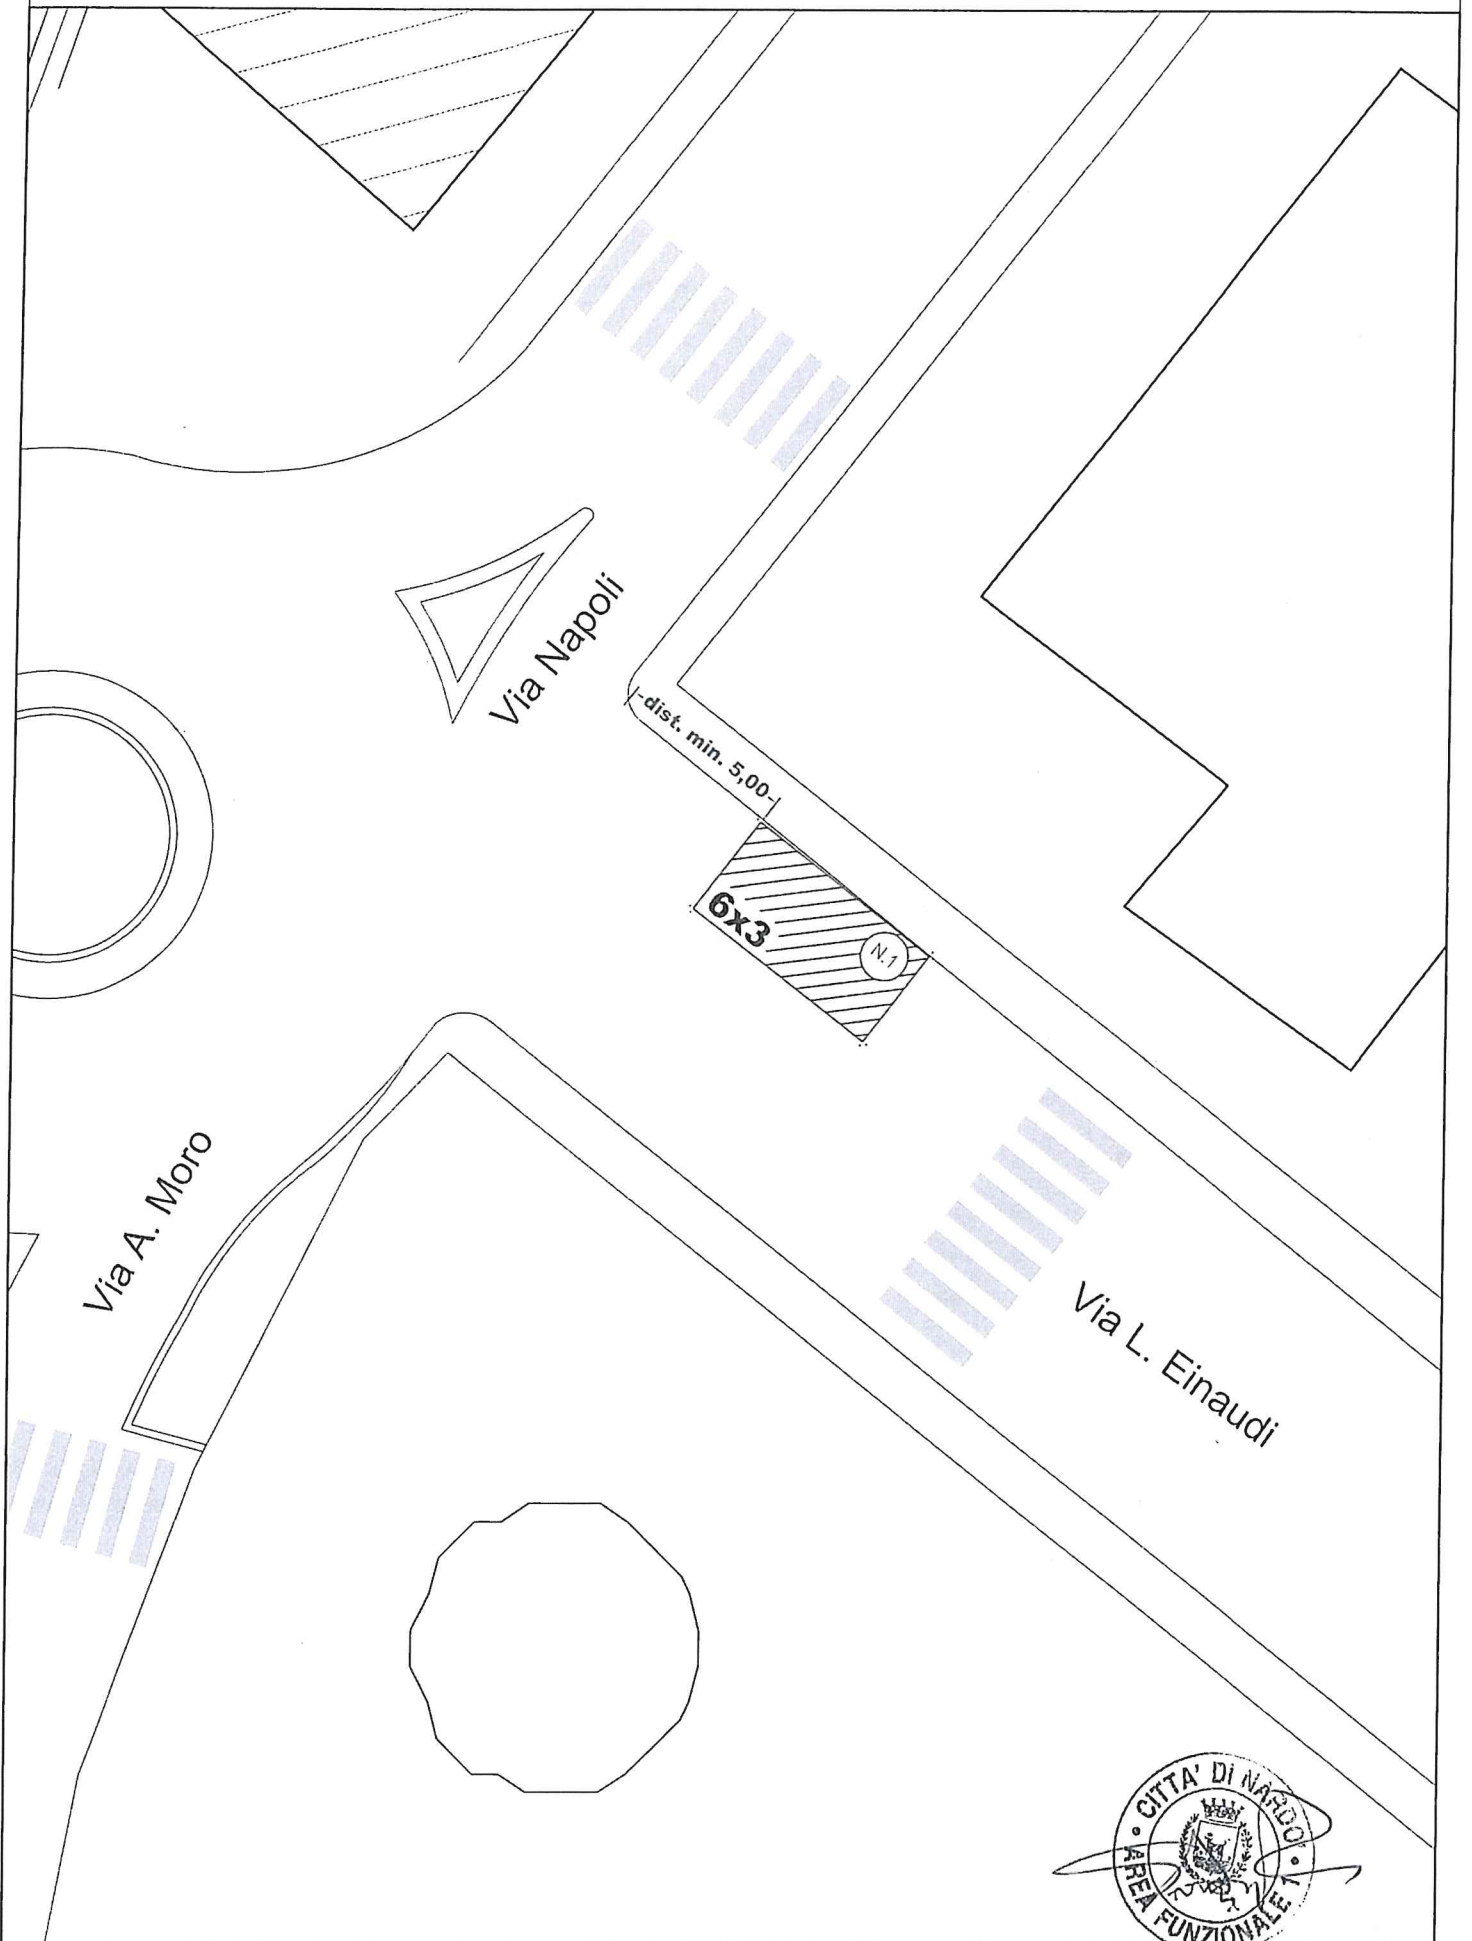 Via Napoli
-dist. min. 5,00-
6x3
N.1
Via A. Moro
Via L. Einaudi
CITTA' DI NARDO'
AREA FUNZIONALE 1